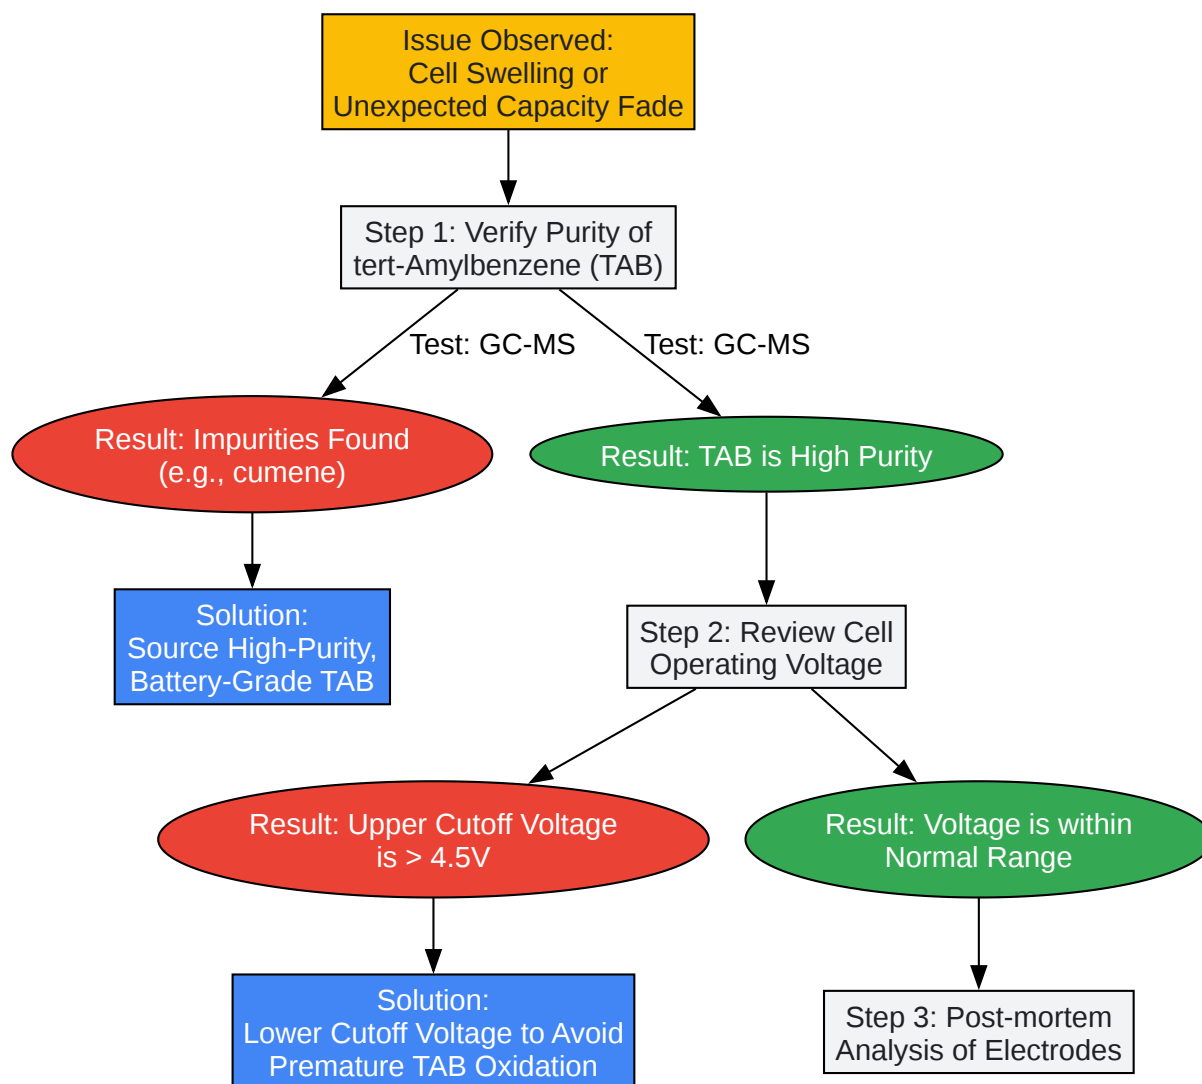 Issue Observed:
Cell Swelling or
Unexpected Capacity Fade
Step 1: Verify Purity of
tert-Amylbenzene (TAB)
Test: GC-MS
Test: GC-MS
Result: Impurities Found
(e.g., cumene)
Result: TAB is High Purity
Solution:
Source High-Purity,
Battery-Grade TAB
Step 2: Review Cell
Operating Voltage
Result: Upper Cutoff Voltage
is > 4.5V
Result: Voltage is within
Normal Range
Solution:
Lower Cutoff Voltage to Avoid
Premature TAB Oxidation
Step 3: Post-mortem
Analysis of Electrodes